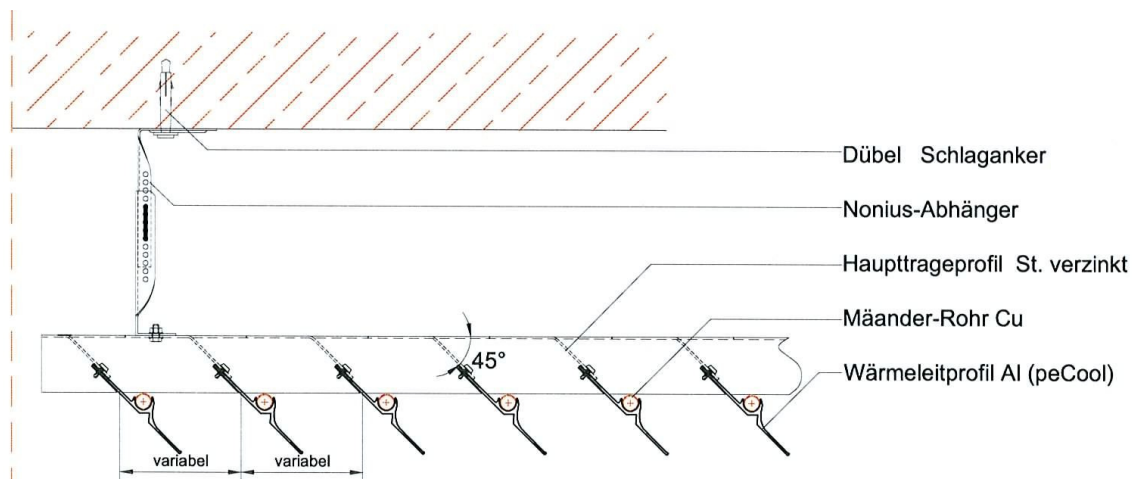 Dübel Schlaganker
Nonius-Abhänger
Haupttrageprofil St. verzinkt
Mäander-Rohr Cu
45°
Wärmeleitprofil Al (peCool)
variabel variabel